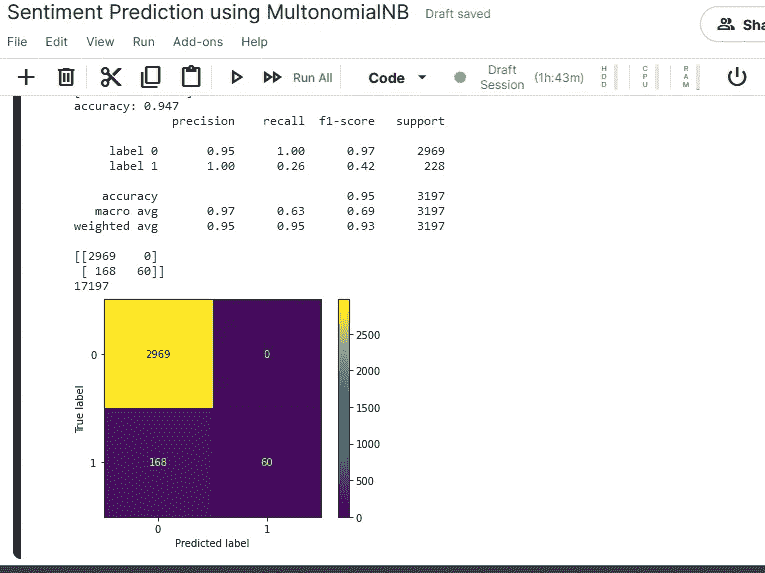 Sentiment Prediction using MultonomialNB Draft saved
File Edit View Run Add-ons Help
Run All Code Draft Session (1h:43m) HDD CPU RAM
accuracy: 0.947
precision recall f1-score support
label 0 0.95 1.00 0.97 2969
label 1 1.00 0.26 0.42 228
accuracy 0.95 3197
macro avg 0.97 0.63 0.69 3197
weighted avg 0.95 0.95 0.93 3197
[[2969 0]
[ 168 60]]
17197
2969 0
168 60
0
1
True label
0 1
Predicted label
2500
2000
1500
1000
500
0